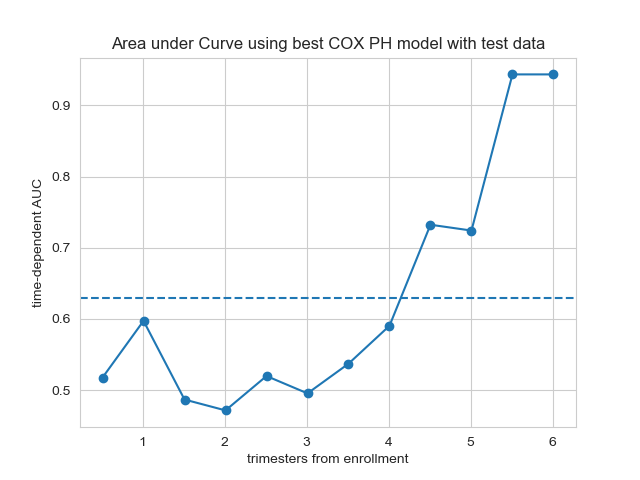 Area under Curve using best COX PH model with test data
time-dependent AUC
0.9
0.8
0.7
0.6
0.5
1 2 3 4 5 6
trimesters from enrollment